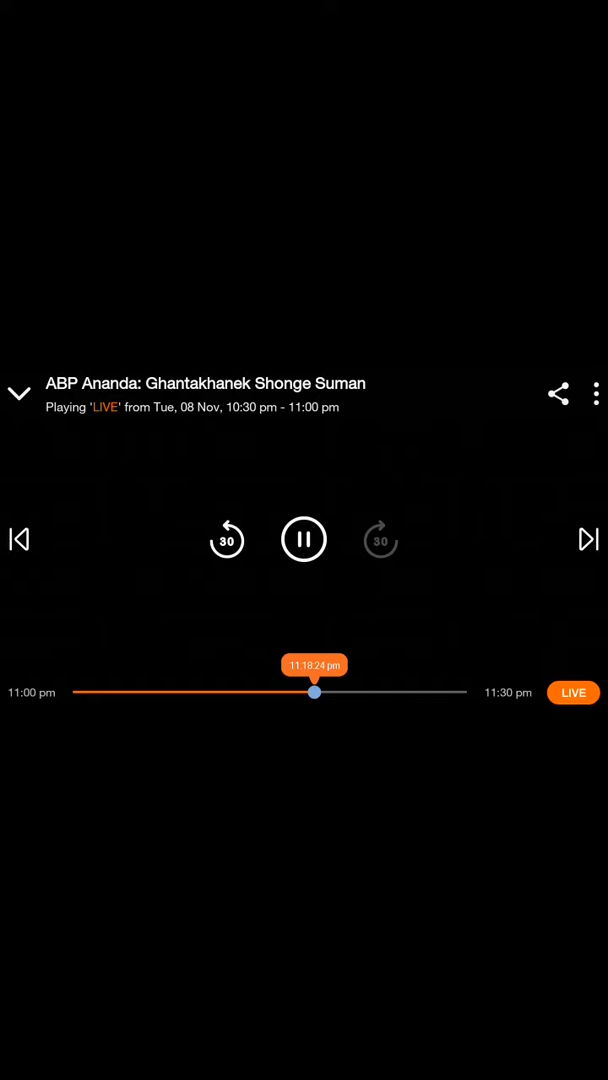 ABP Ananda: Ghantakhanek Shonge Suman
Playing 'LIVE' from Tue, 08 Nov, 10:30 pm - 11:00 pm
30
30
11:18:24 pm
11:00 pm
11:30 pm
LIVE